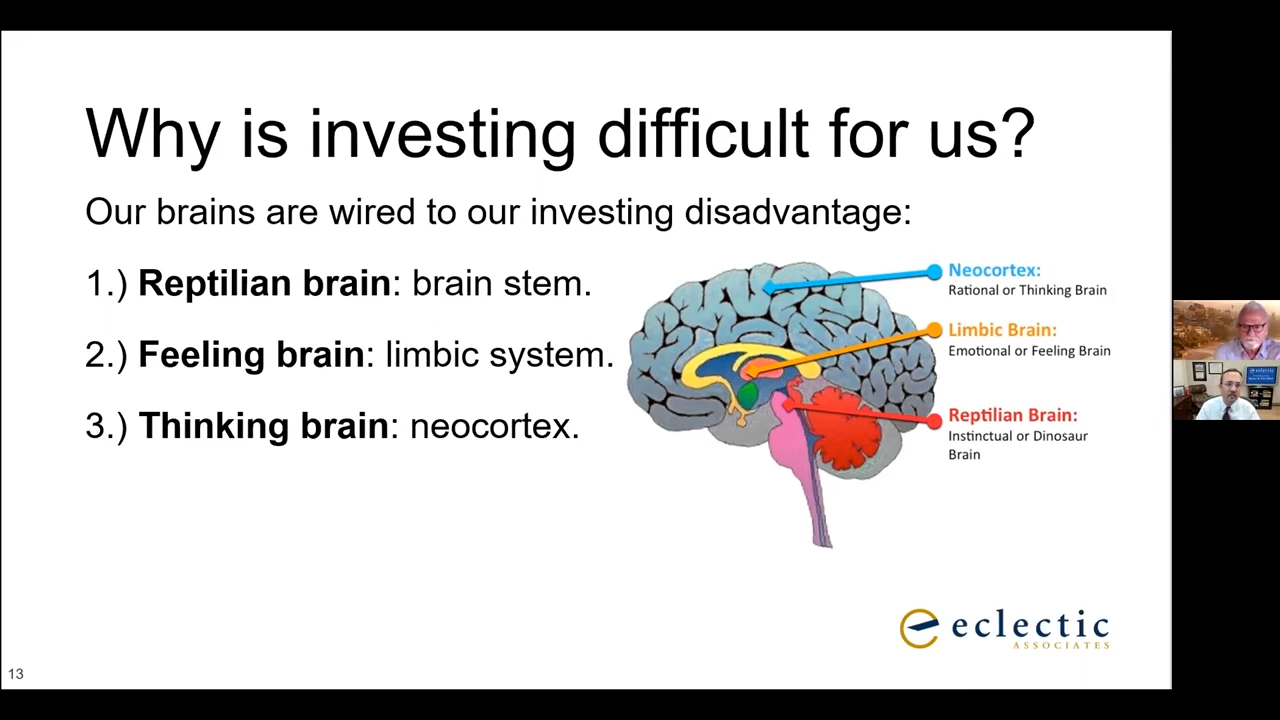 Why is investing difficult for us?
Our brains are wired to our investing disadvantage:
1.) Reptilian brain: brain stem.
2.) Feeling brain: limbic system.
3.) Thinking brain: neocortex.
Neocortex:
Rational or Thinking Brain
Limbic Brain:
Emotional or Feeling Brain
Reptilian Brain:
Instinctual or Dinosaur
Brain
eclectic
ASSOCIATES
13
eclectic